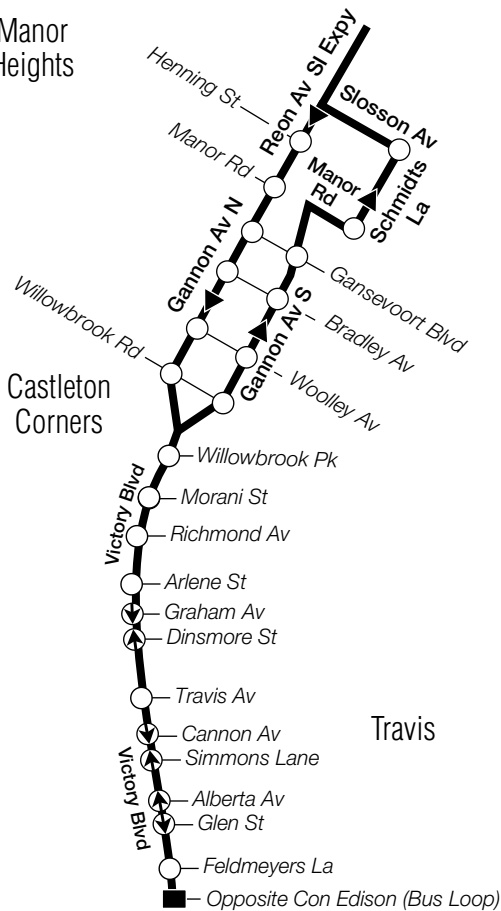 Manor
Heights
SI Expy
Reon Av
Slosson Av
Henning St
Manor Rd
Manor
Rd
Schmidts
La
Gannon Av N
Gansevoort Blvd
Bradley Av
Gannon Av S
Woolley Av
Willowbrook Rd
Castleton
Corners
Willowbrook Pk
Victory Blvd
Morani St
Richmond Av
Arlene St
Graham Av
Dinsmore St
Travis Av
Travis
Cannon Av
Simmons Lane
Victory Blvd
Alberta Av
Glen St
Feldmeyers La
Opposite Con Edison (Bus Loop)